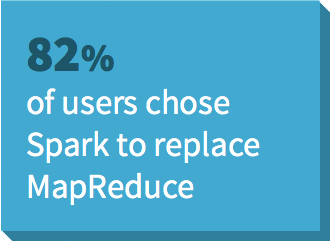 82%
of users chose
Spark to replace
MapReduce